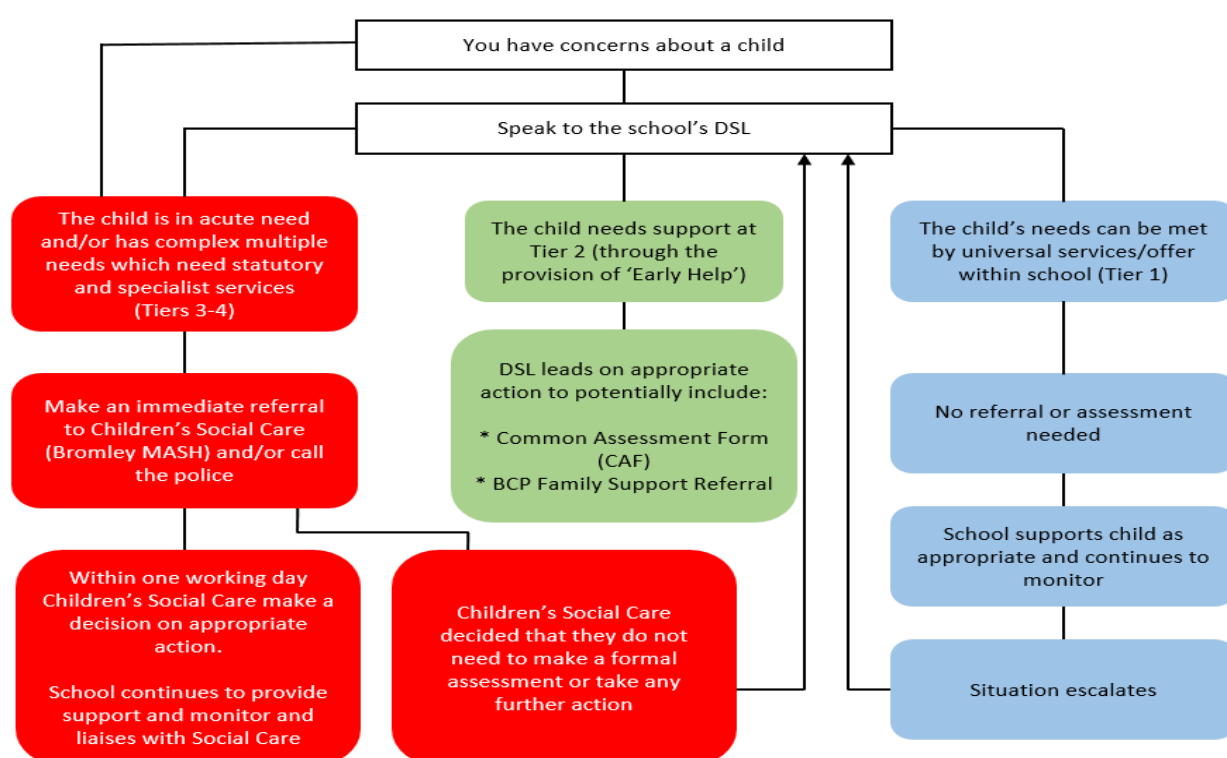 You have concerns about a child
Speak to the school’s DSL
The child is in acute need
and/or has complex multiple
needs which need statutory
and specialist services
(Tiers 3-4)
The child needs support at
Tier 2 (through the
provision of ‘Early Help’)
The child’s needs can be met
by universal services/offer
within school (Tier 1)
Make an immediate referral
to Children’s Social Care
(Bromley MASH) and/or call
the police
DSL leads on appropriate
action to potentially include:
* Common Assessment Form
(CAF)
* BCP Family Support Referral
No referral or assessment
needed
School supports child as
appropriate and continues to
monitor
Within one working day
Children’s Social Care make a
decision on appropriate
action.
School continues to provide
support and monitor and
liaises with Social Care
Children’s Social Care
decided that they do not
need to make a formal
assessment or take any
further action
Situation escalates